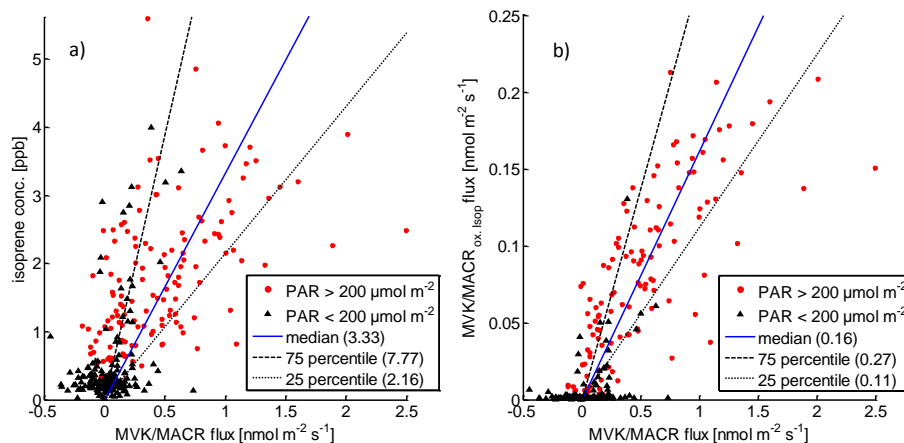 a)
isoprene conc. [ppb]
5
4
3
2
1
0
-0.5
0
0.5
1
1.5
2
2.5
MVK/MACR flux [nmol m-2 s-1]
PAR > 200 µmol m-2
PAR < 200 µmol m-2
median (3.33)
75 percentile (7.77)
25 percentile (2.16)
b)
MVK/MACRox. Isop flux [nmol m-2 s-1]
0.25
0.20
0.15
0.10
0.05
0
-0.5
0
0.5
1.0
1.5
2.0
2.5
MVK/MACR flux [nmol m-2 s-1]
PAR > 200 µmol m-2
PAR < 200 µmol m-2
median (0.16)
75 percentile (0.27)
25 percentile (0.11)